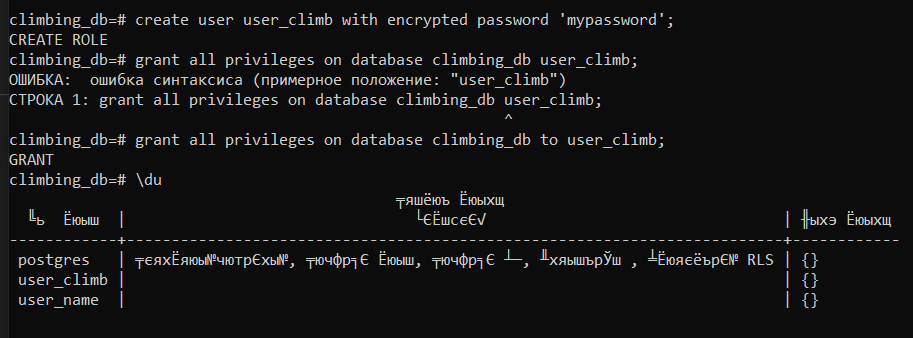 climbing_db=# create user user_climb with encrypted password 'mypassword';
CREATE ROLE
climbing_db=# grant all privileges on database climbing_db user_climb;
ОШИБКА:  ошибка синтаксиса (примерное положение: "user_climb")
СТРОКА 1: grant all privileges on database climbing_db user_climb;
^
climbing_db=# grant all privileges on database climbing_db to user_climb;
GRANT
climbing_db=# \du
╤яшёюъ Ёюыхщ
╚ь  Ёюыш  | └ЄЁшсєЄ√ | ╫ыхэ Ёюыхщ
------------+----------------------------------------------------------------------+------------
postgres   | ╤єяхЁяюы№чютрЄхы№, ╤ючфр╕Є Ёюыш, ╤ючфр╕Є ┴─, ╨хяышърЎш , ╧ЁюяєёърЄ№ RLS | {}
user_climb | | {}
user_name  | | {}